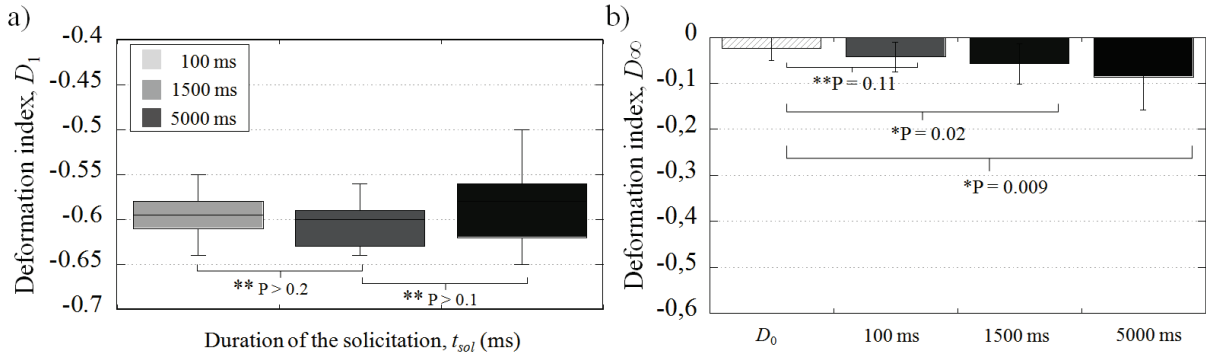 a)
Deformation index, D1
-0.4
-0.45
-0.5
-0.55
-0.6
-0.65
-0.7
100 ms
1500 ms
5000 ms
** P > 0.2
** P > 0.1
Duration of the solicitation, tsol (ms)
b)
Deformation index, D∞
0
-0,1
-0,2
-0,3
-0,4
-0,5
-0,6
**P = 0.11
*P = 0.02
*P = 0.009
D0
100 ms
1500 ms
5000 ms